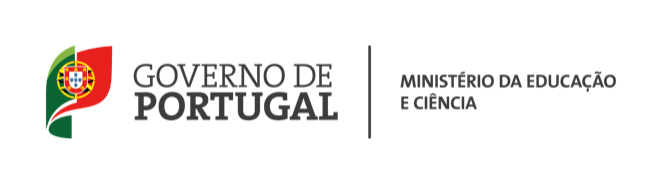 GOVERNO DE
PORTUGAL
MINISTÉRIO DA EDUCAÇÃO
E CIÊNCIA